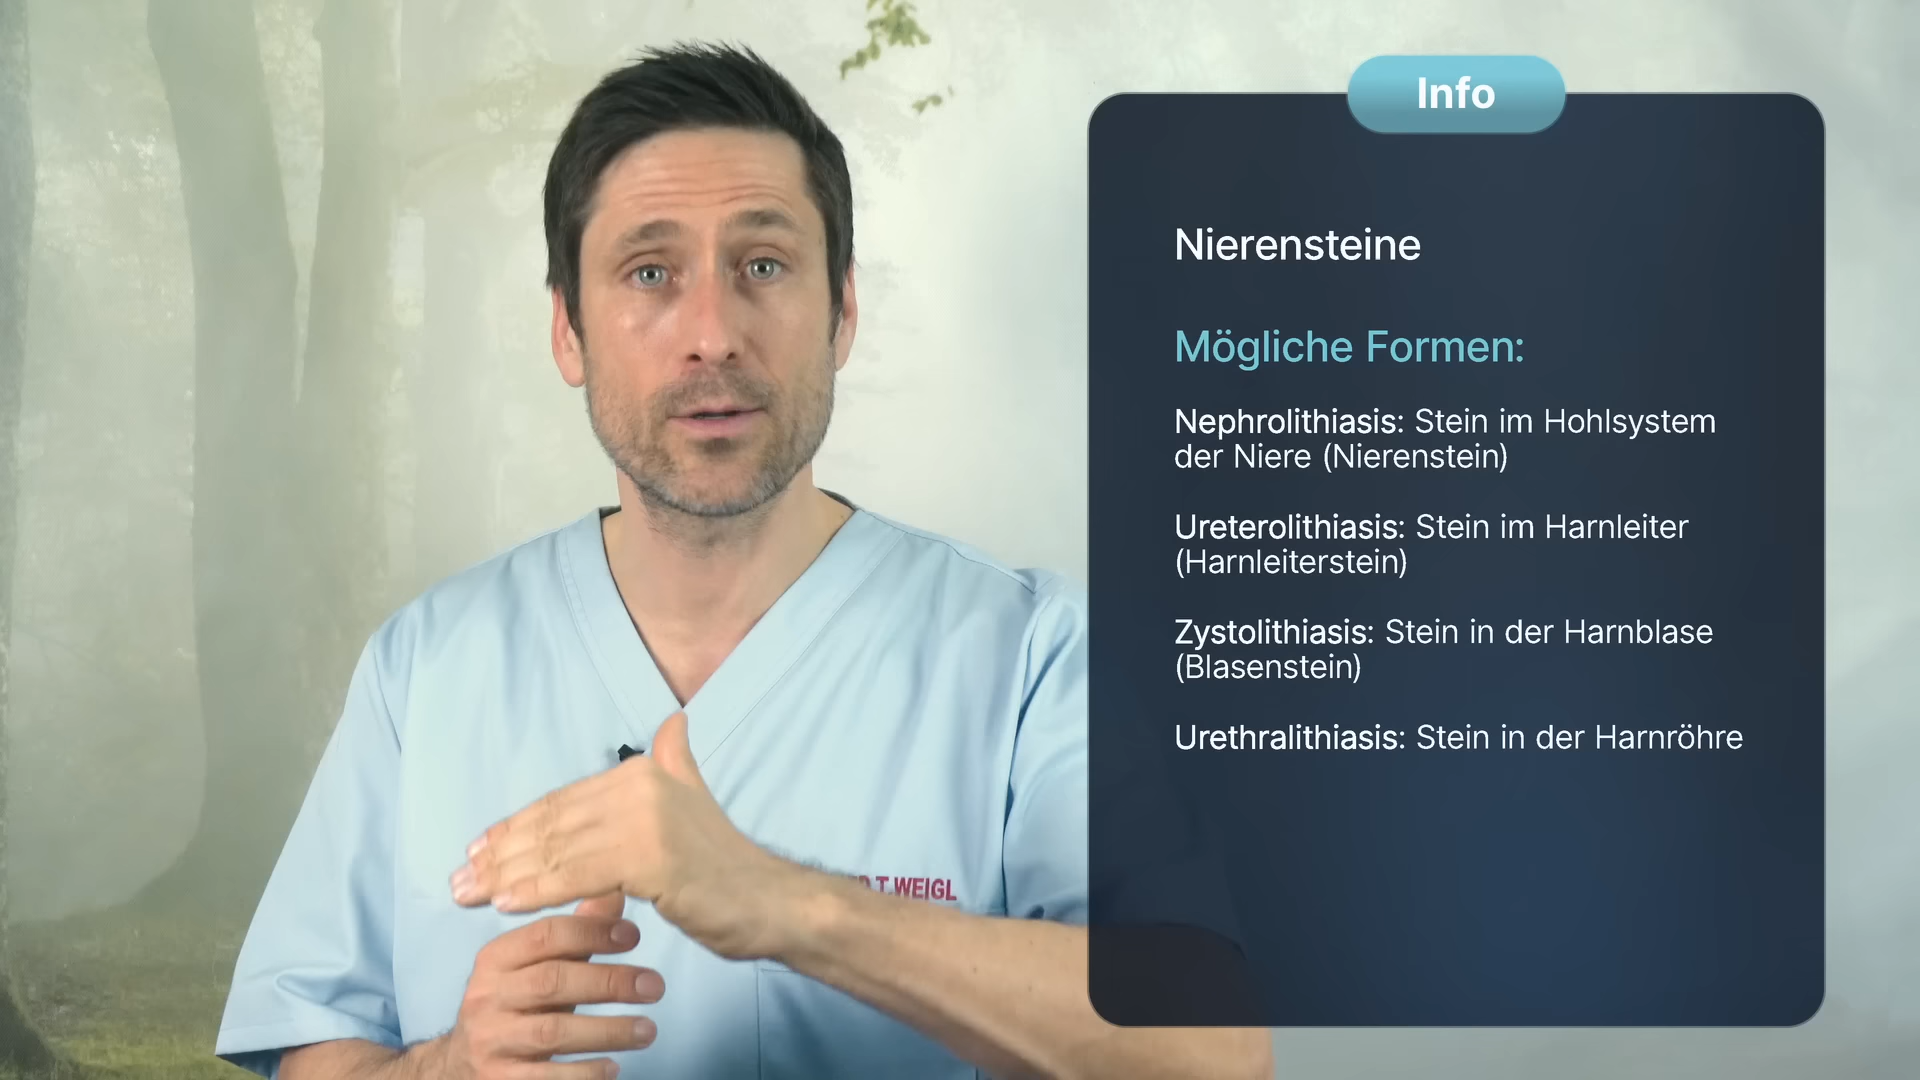 Info
Nierensteine
Mögliche Formen:
Nephrolithiasis: Stein im Hohlsystem
der Niere (Nierenstein)
Ureterolithiasis: Stein im Harnleiter
(Harnleiterstein)
Zystolithiasis: Stein in der Harnblase
(Blasenstein)
Urethralithiasis: Stein in der Harnröhre
T.WEIGL